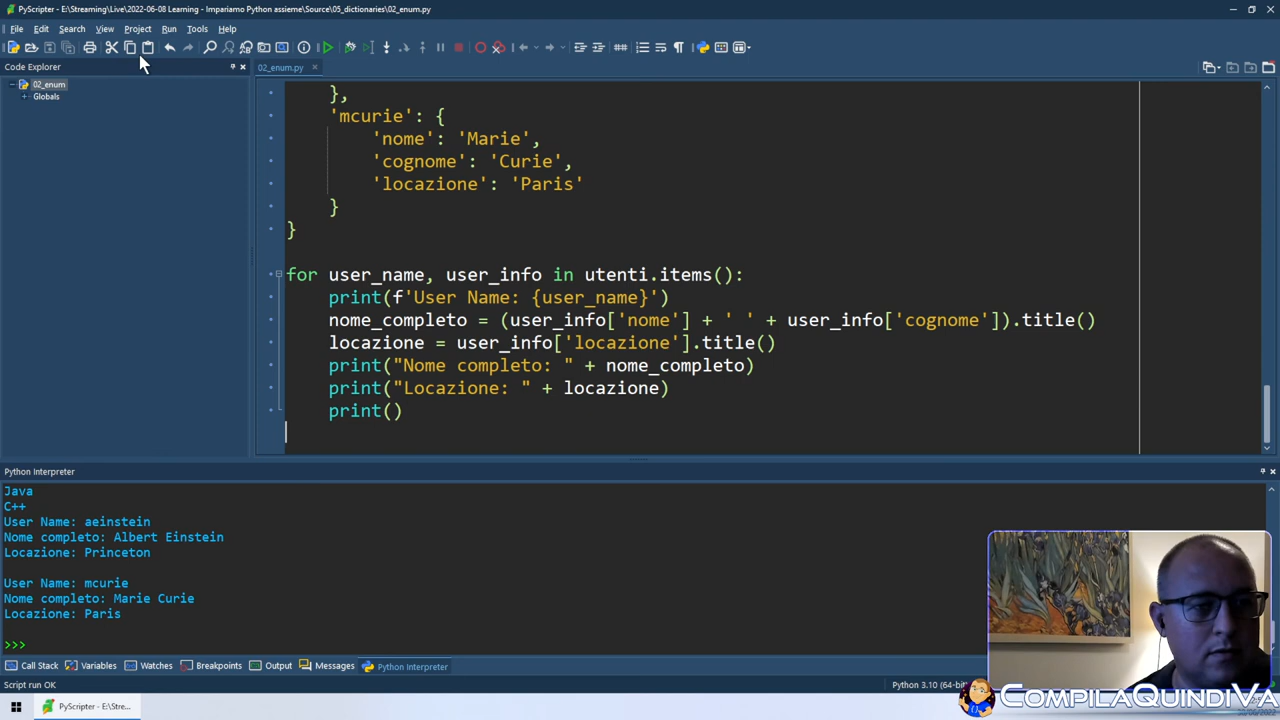 PyScripter - E:\Streaming\Live\2022-06-08 Learning - Impariamo Python assieme\Source\05_dictionaries\02_enum.py
File Edit Search View Project Run Tools Help
Code Explorer
02_enum.py
02_enum
Globals
},
'mcurie': {
'nome': 'Marie',
'cognome': 'Curie',
'locazione': 'Paris'
}
}
for user_name, user_info in utenti.items():
print(f'User Name: {user_name}')
nome_completo = (user_info['nome'] + ' ' + user_info['cognome']).title()
locazione = user_info['locazione'].title()
print("Nome completo: " + nome_completo)
print("Locazione: " + locazione)
print()
Python Interpreter
Java
C++
User Name: aeinstein
Nome completo: Albert Einstein
Locazione: Princeton
User Name: mcurie
Nome completo: Marie Curie
Locazione: Paris
>>>
Call Stack Variables Watches Breakpoints Output Messages Python Interpreter
Script run OK
Python 3.10 (64-bit)
PyScripter - E:\Stre...
CompilaQuindiVa